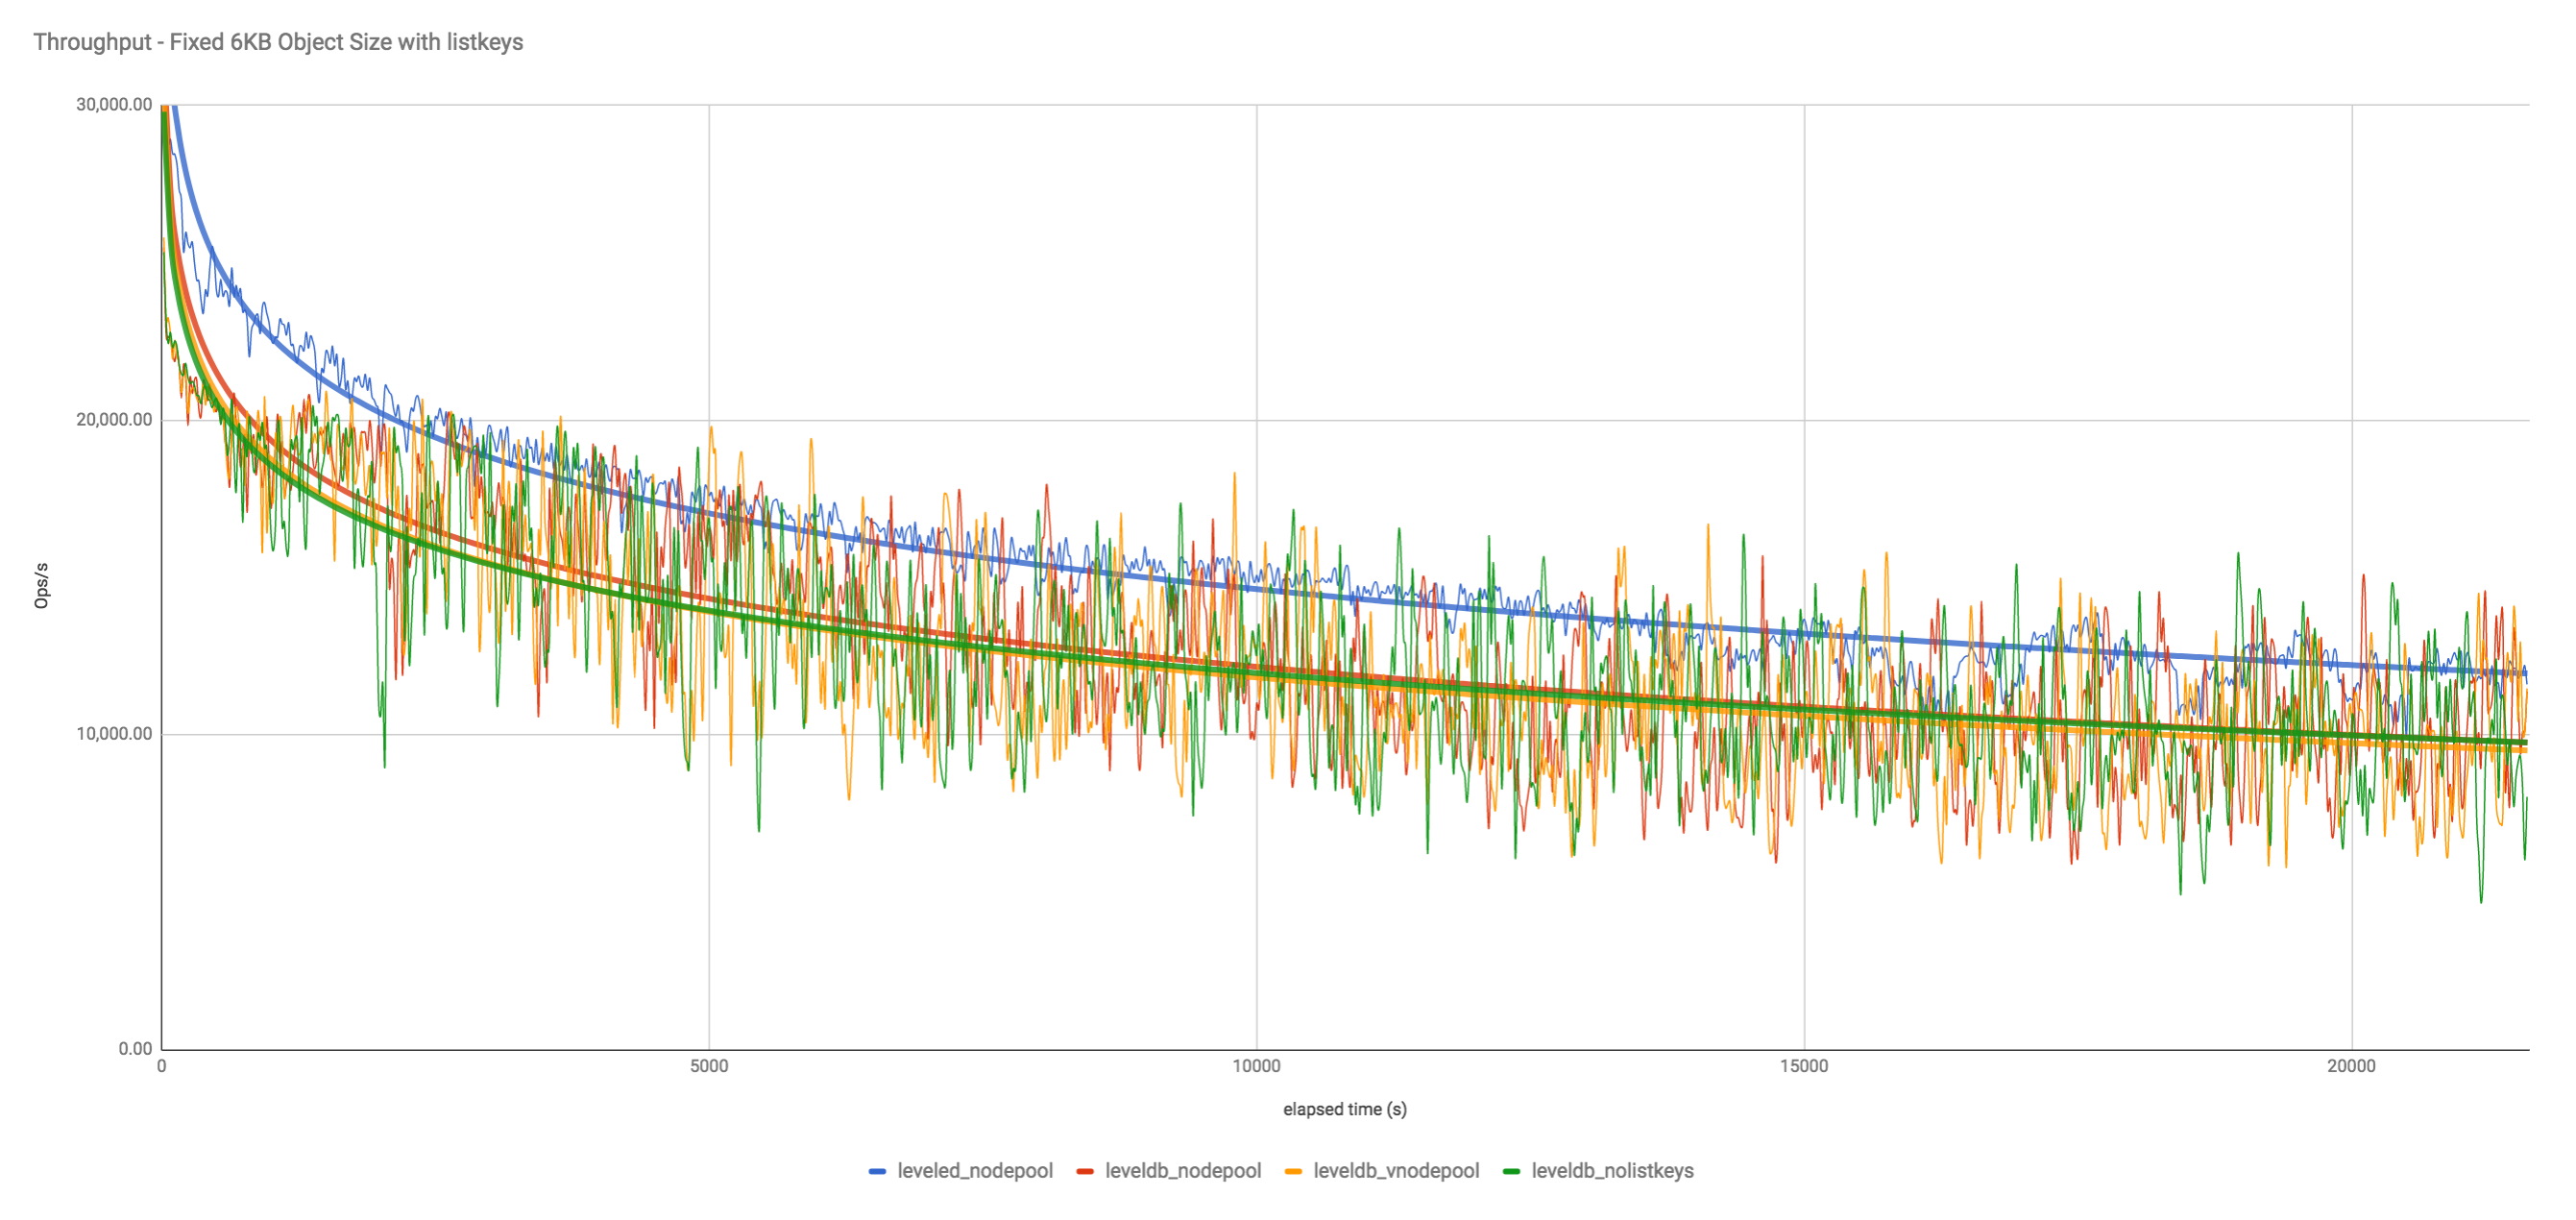 Throughput - Fixed 6KB Object Size with listkeys
30,000.00
20,000.00
10,000.00
0.00
Ops/s
0 5000 10000 15000 20000
elapsed time (s)
leveled_nodepool leveldb_nodepool leveldb_vnodepool leveldb_nolistkeys